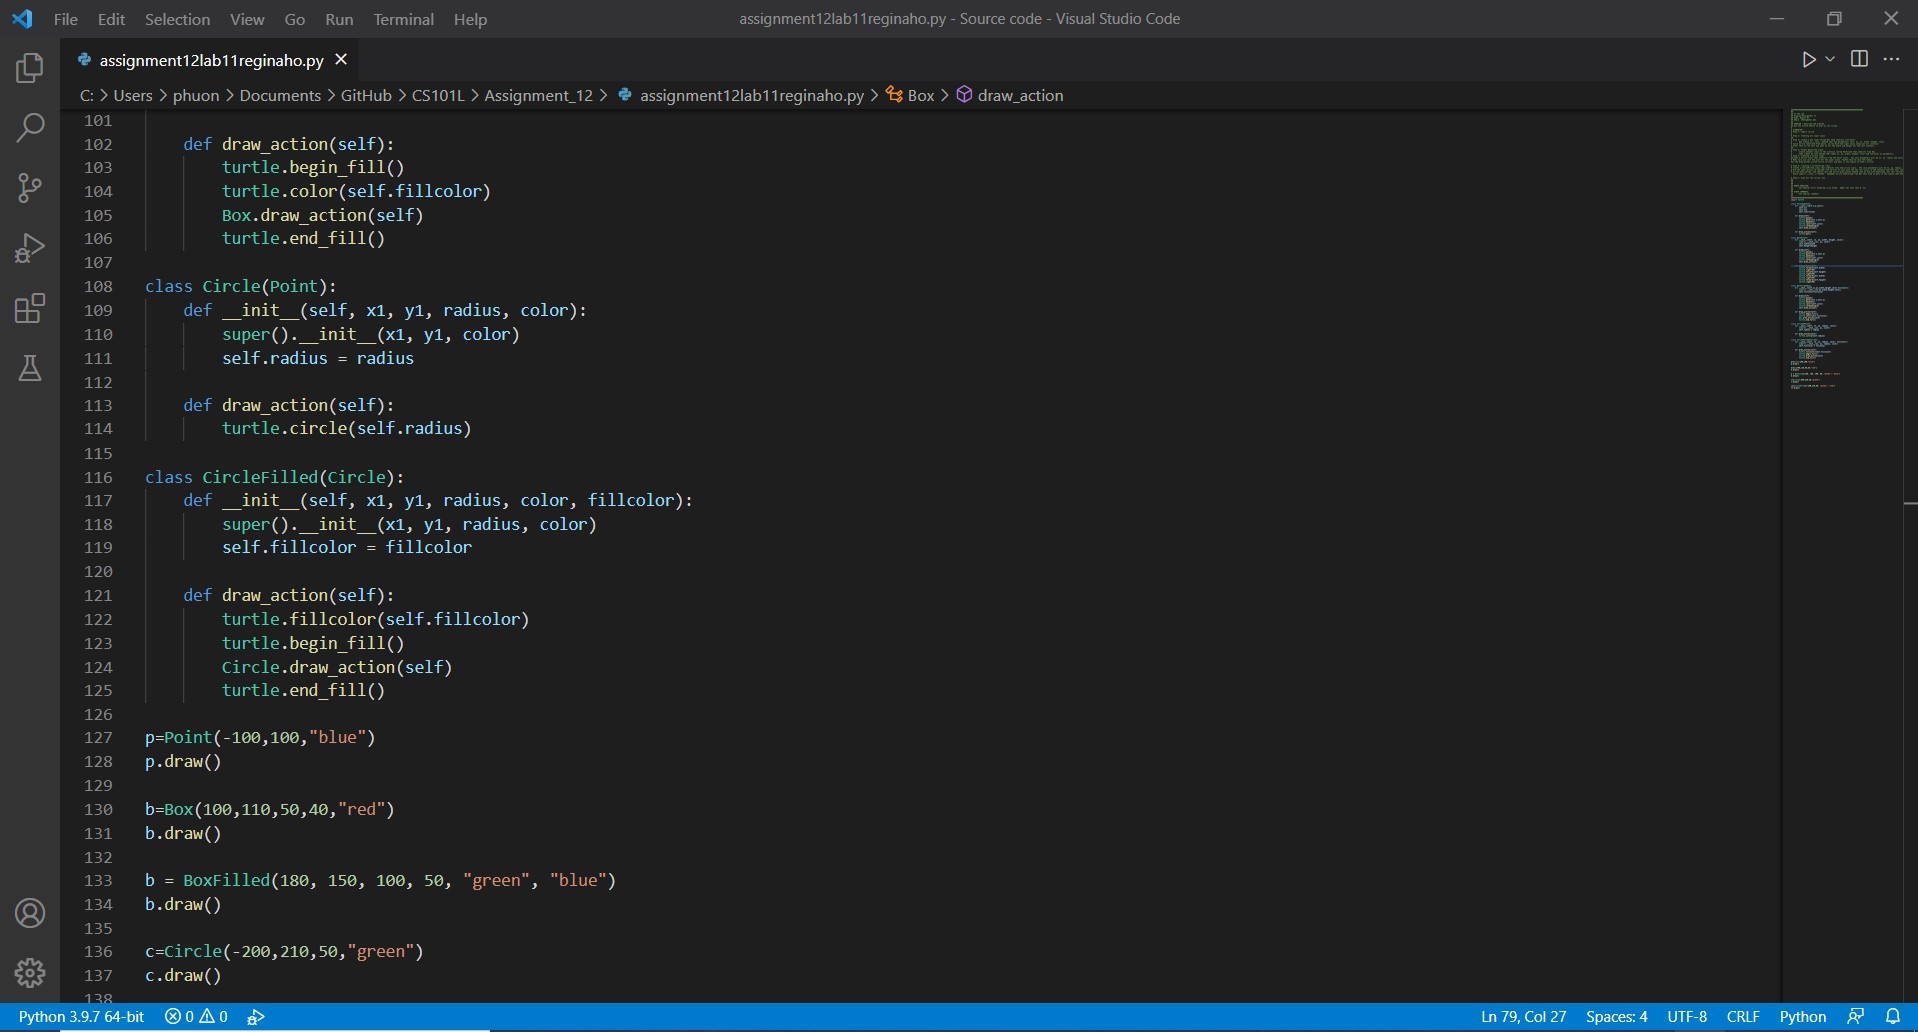 File Edit Selection View Go Run Terminal Help assignment12lab11reginaho.py - Source code - Visual Studio Code
assignment12lab11reginaho.py
C: > Users > phuon > Documents > GitHub > CS101L > Assignment_12 > assignment12lab11reginaho.py > Box > draw_action
101
102     def draw_action(self):
103         turtle.begin_fill()
104         turtle.color(self.fillcolor)
105         Box.draw_action(self)
106         turtle.end_fill()
107
108 class Circle(Point):
109     def __init__(self, x1, y1, radius, color):
110         super().__init__(x1, y1, color)
111         self.radius = radius
112
113     def draw_action(self):
114         turtle.circle(self.radius)
115
116 class CircleFilled(Circle):
117     def __init__(self, x1, y1, radius, color, fillcolor):
118         super().__init__(x1, y1, radius, color)
119         self.fillcolor = fillcolor
120
121     def draw_action(self):
122         turtle.fillcolor(self.fillcolor)
123         turtle.begin_fill()
124         Circle.draw_action(self)
125         turtle.end_fill()
126
127 p=Point(-100,100,"blue")
128 p.draw()
129
130 b=Box(100,110,50,40,"red")
131 b.draw()
132
133 b = BoxFilled(180, 150, 100, 50, "green", "blue")
134 b.draw()
135
136 c=Circle(-200,210,50,"green")
137 c.draw()
138
Python 3.9.7 64-bit 0 0 Ln 79, Col 27 Spaces: 4 UTF-8 CRLF Python